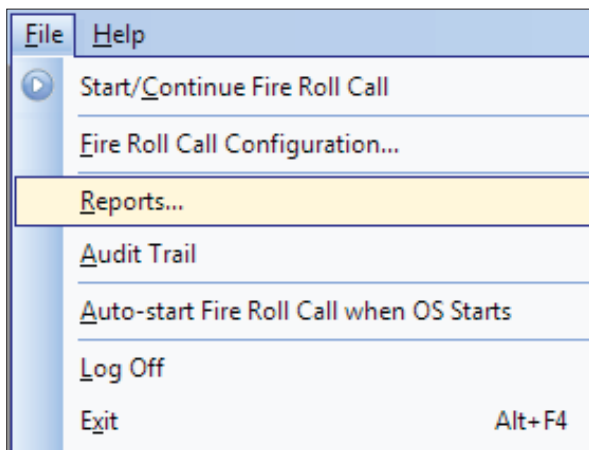 File Help
Start/Continue Fire Roll Call
Fire Roll Call Configuration...
Reports...
Audit Trail
Auto-start Fire Roll Call when OS Starts
Log Off
Exit Alt+F4